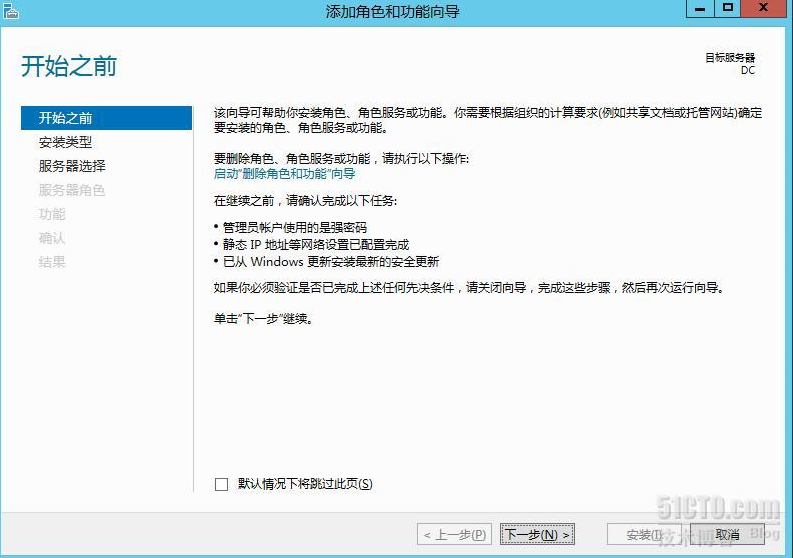 添加角色和功能向导
开始之前
目标服务器
DC
开始之前
安装类型
服务器选择
服务器角色
功能
确认
结果
该向导可帮助你安装角色、角色服务或功能。你需要根据组织的计算要求(例如共享文档或托管网站)确定
要安装的角色、角色服务或功能。
要删除角色、角色服务或功能，请执行以下操作:
启动“删除角色和功能”向导
在继续之前，请确认完成以下任务:
• 管理员帐户使用的是强密码
• 静态 IP 地址等网络设置已配置完成
• 已从 Windows 更新安装最新的安全更新
如果你必须验证是否已完成上述任何先决条件，请关闭向导，完成这些步骤，然后再次运行向导。
单击“下一步”继续。
默认情况下将跳过此页(S)
< 上一步(P)
下一步(N) >
安装(I)
取消
51CTO.com
技术博客 Blog